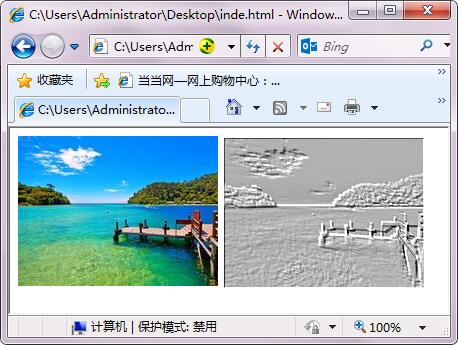 C:\Users\Administrator\Desktop\inde.html - Window...
C:\Users\Adm
Bing
收藏夹
当当网—网上购物中心：...
C:\Users\Administrato...
计算机 | 保护模式: 禁用
100%